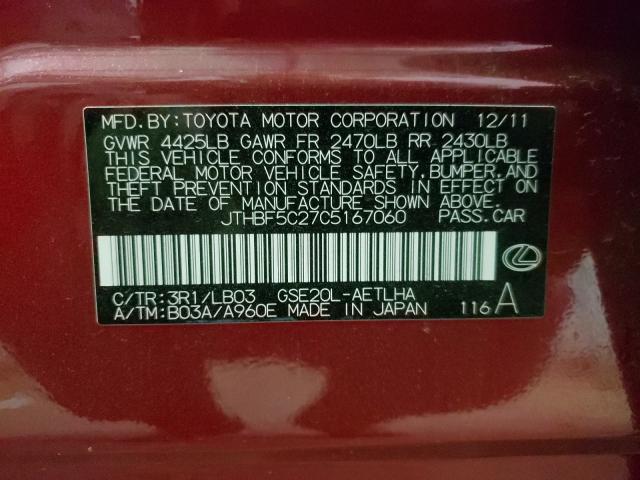 MFD. BY: TOYOTA MOTOR CORPORATION 12/11
GVWR 4425LB GAWR FR 2470LB RR 2430LB
THIS VEHICLE CONFORMS TO ALL APPLICABLE
FEDERAL MOTOR VEHICLE SAFETY, BUMPER, AND
THEFT PREVENTION STANDARDS IN EFFECT ON
THE DATE OF MANUFACTURE SHOWN ABOVE.
JTHBF5C27C5167060 PASS. CAR
C/TR: 3R1/LB03 GSE20L-AETLHA
A/TM: B03A/A960E MADE IN JAPAN 116 A